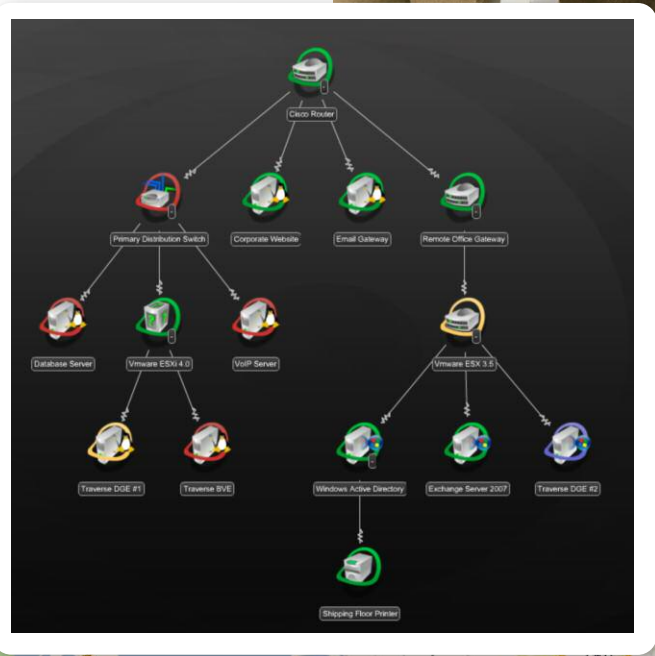 Cisco Router
Primary Distribution Switch
Corporate Website
Email Gateway
Remote Office Gateway
Database Server
Vmware ESXi 4.0
VoIP Server
Vmware ESX 3.5
Traverse DGE #1
Traverse BVE
Windows Active Directory
Exchange Server 2007
Traverse DGE #2
Shipping Floor Printer